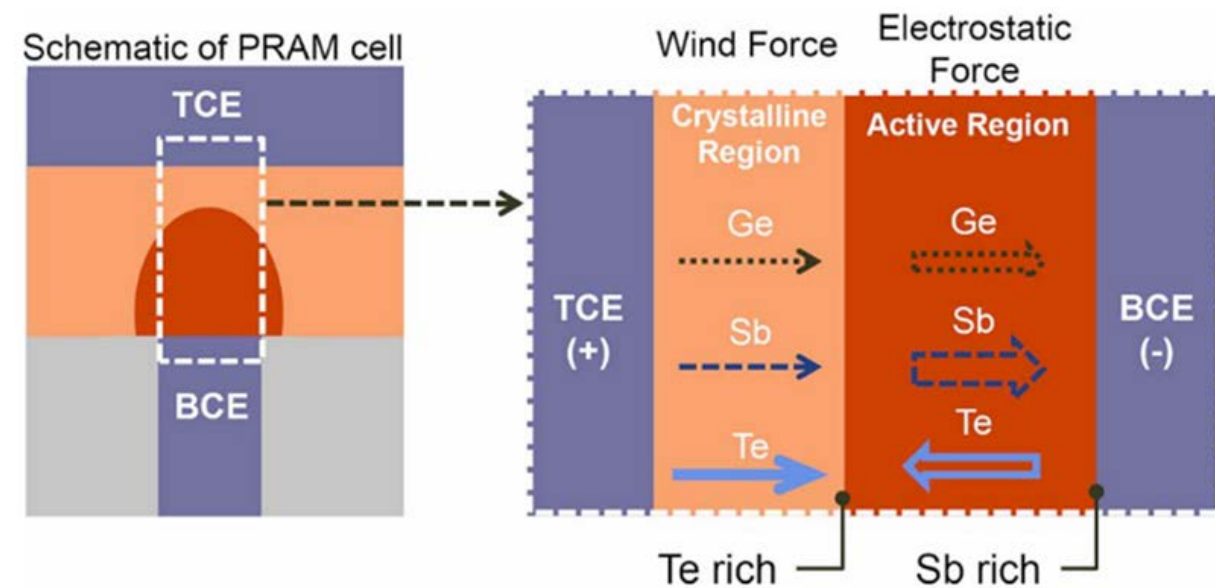 Schematic of PRAM cell
TCE
BCE
Wind Force
Electrostatic
Force
Crystalline
Region
Active Region
Ge
Ge
TCE
(+)
Sb
Sb
BCE
(-)
Te
Te
Te rich
Sb rich